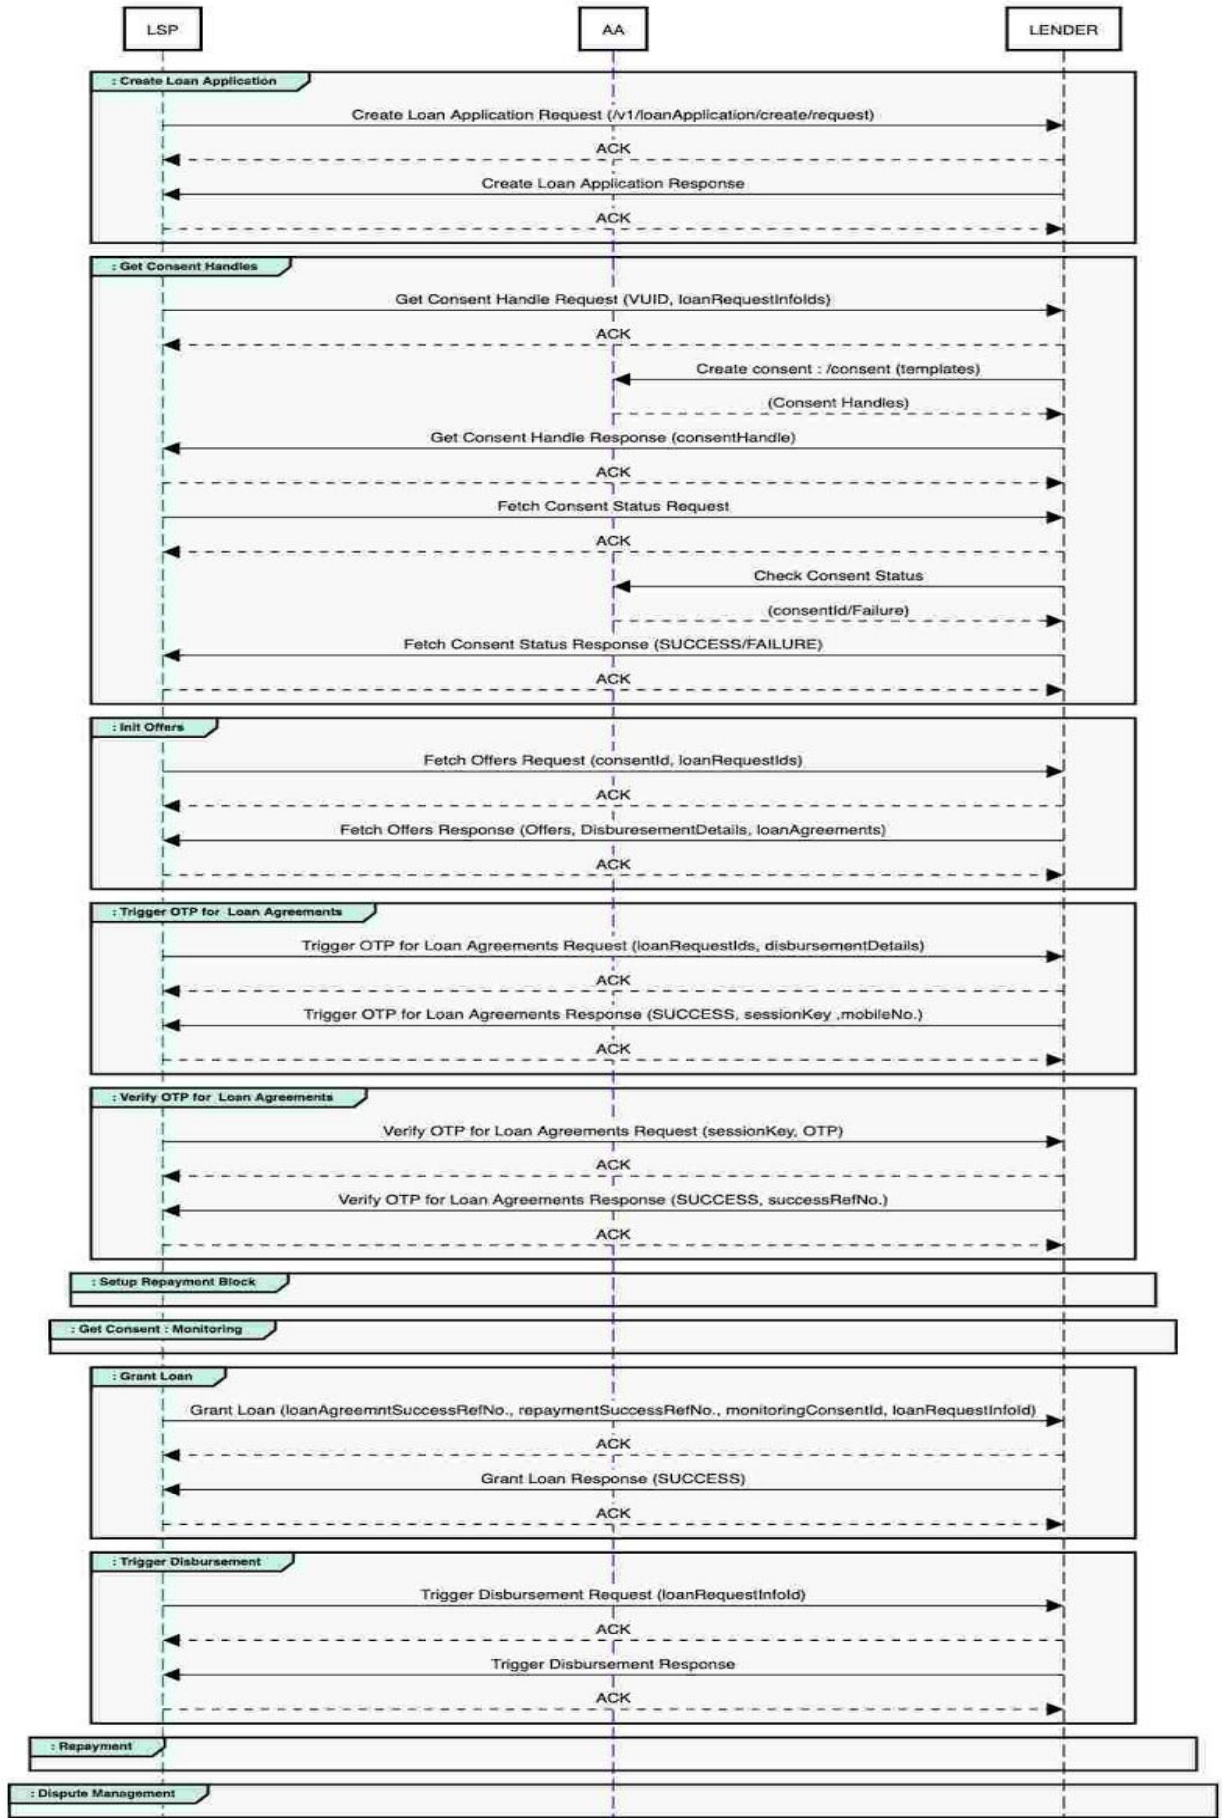 LSP AA LENDER
: Create Loan Application
Create Loan Application Request (/v1/loanApplication/create/request)
ACK
Create Loan Application Response
ACK
: Get Consent Handles
Get Consent Handle Request (VUID, loanRequestInfoIds)
ACK
Create consent : /consent (templates)
(Consent Handles)
Get Consent Handle Response (consentHandle)
ACK
Fetch Consent Status Request
ACK
Check Consent Status
(consentId/Failure)
Fetch Consent Status Response (SUCCESS/FAILURE)
ACK
: Init Offers
Fetch Offers Request (consentId, loanRequestIds)
ACK
Fetch Offers Response (Offers, DisburesementDetails, loanAgreements)
ACK
: Trigger OTP for Loan Agreements
Trigger OTP for Loan Agreements Request (loanRequestIds, disbursementDetails)
ACK
Trigger OTP for Loan Agreements Response (SUCCESS, sessionKey ,mobileNo.)
ACK
: Verify OTP for Loan Agreements
Verify OTP for Loan Agreements Request (sessionKey, OTP)
ACK
Verify OTP for Loan Agreements Response (SUCCESS, successRefNo.)
ACK
: Setup Repayment Block
: Get Consent : Monitoring
: Grant Loan
Grant Loan (loanAgreemntSuccessRefNo., repaymentSuccessRefNo., monitoringConsentId, loanRequestInfoId)
ACK
Grant Loan Response (SUCCESS)
ACK
: Trigger Disbursement
Trigger Disbursement Request (loanRequestInfoId)
ACK
Trigger Disbursement Response
ACK
: Repayment
: Dispute Management